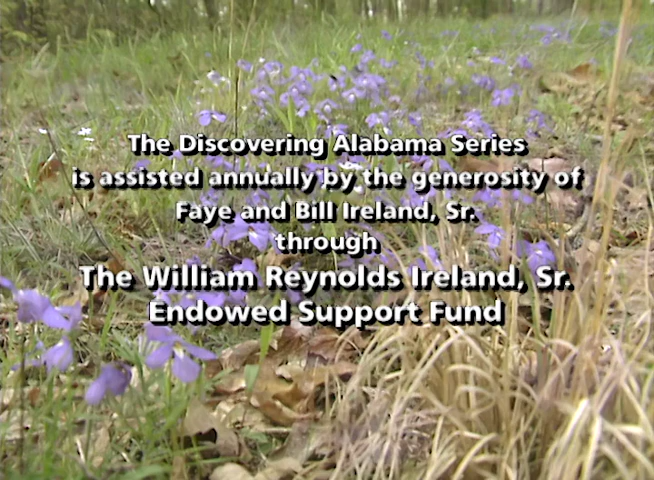 The Discovering Alabama Series
is assisted annually by the generosity of
Faye and Bill Ireland, Sr.
through
The William Reynolds Ireland, Sr.
Endowed Support Fund